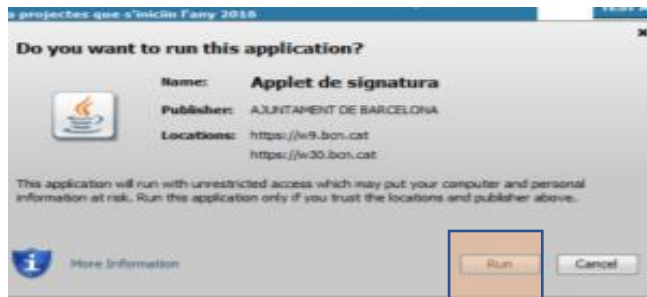 a projectes que s'iniciïn l'any 2016
Do you want to run this application?
Name: Applet de signatura
Publisher: AJUNTAMENT DE BARCELONA
Locations: https://w9.bcn.cat
https://w30.bcn.cat
This application will run with unrestricted access which may put your computer and personal
information at risk. Run this application only if you trust the locations and publisher above.
More Information
Run
Cancel